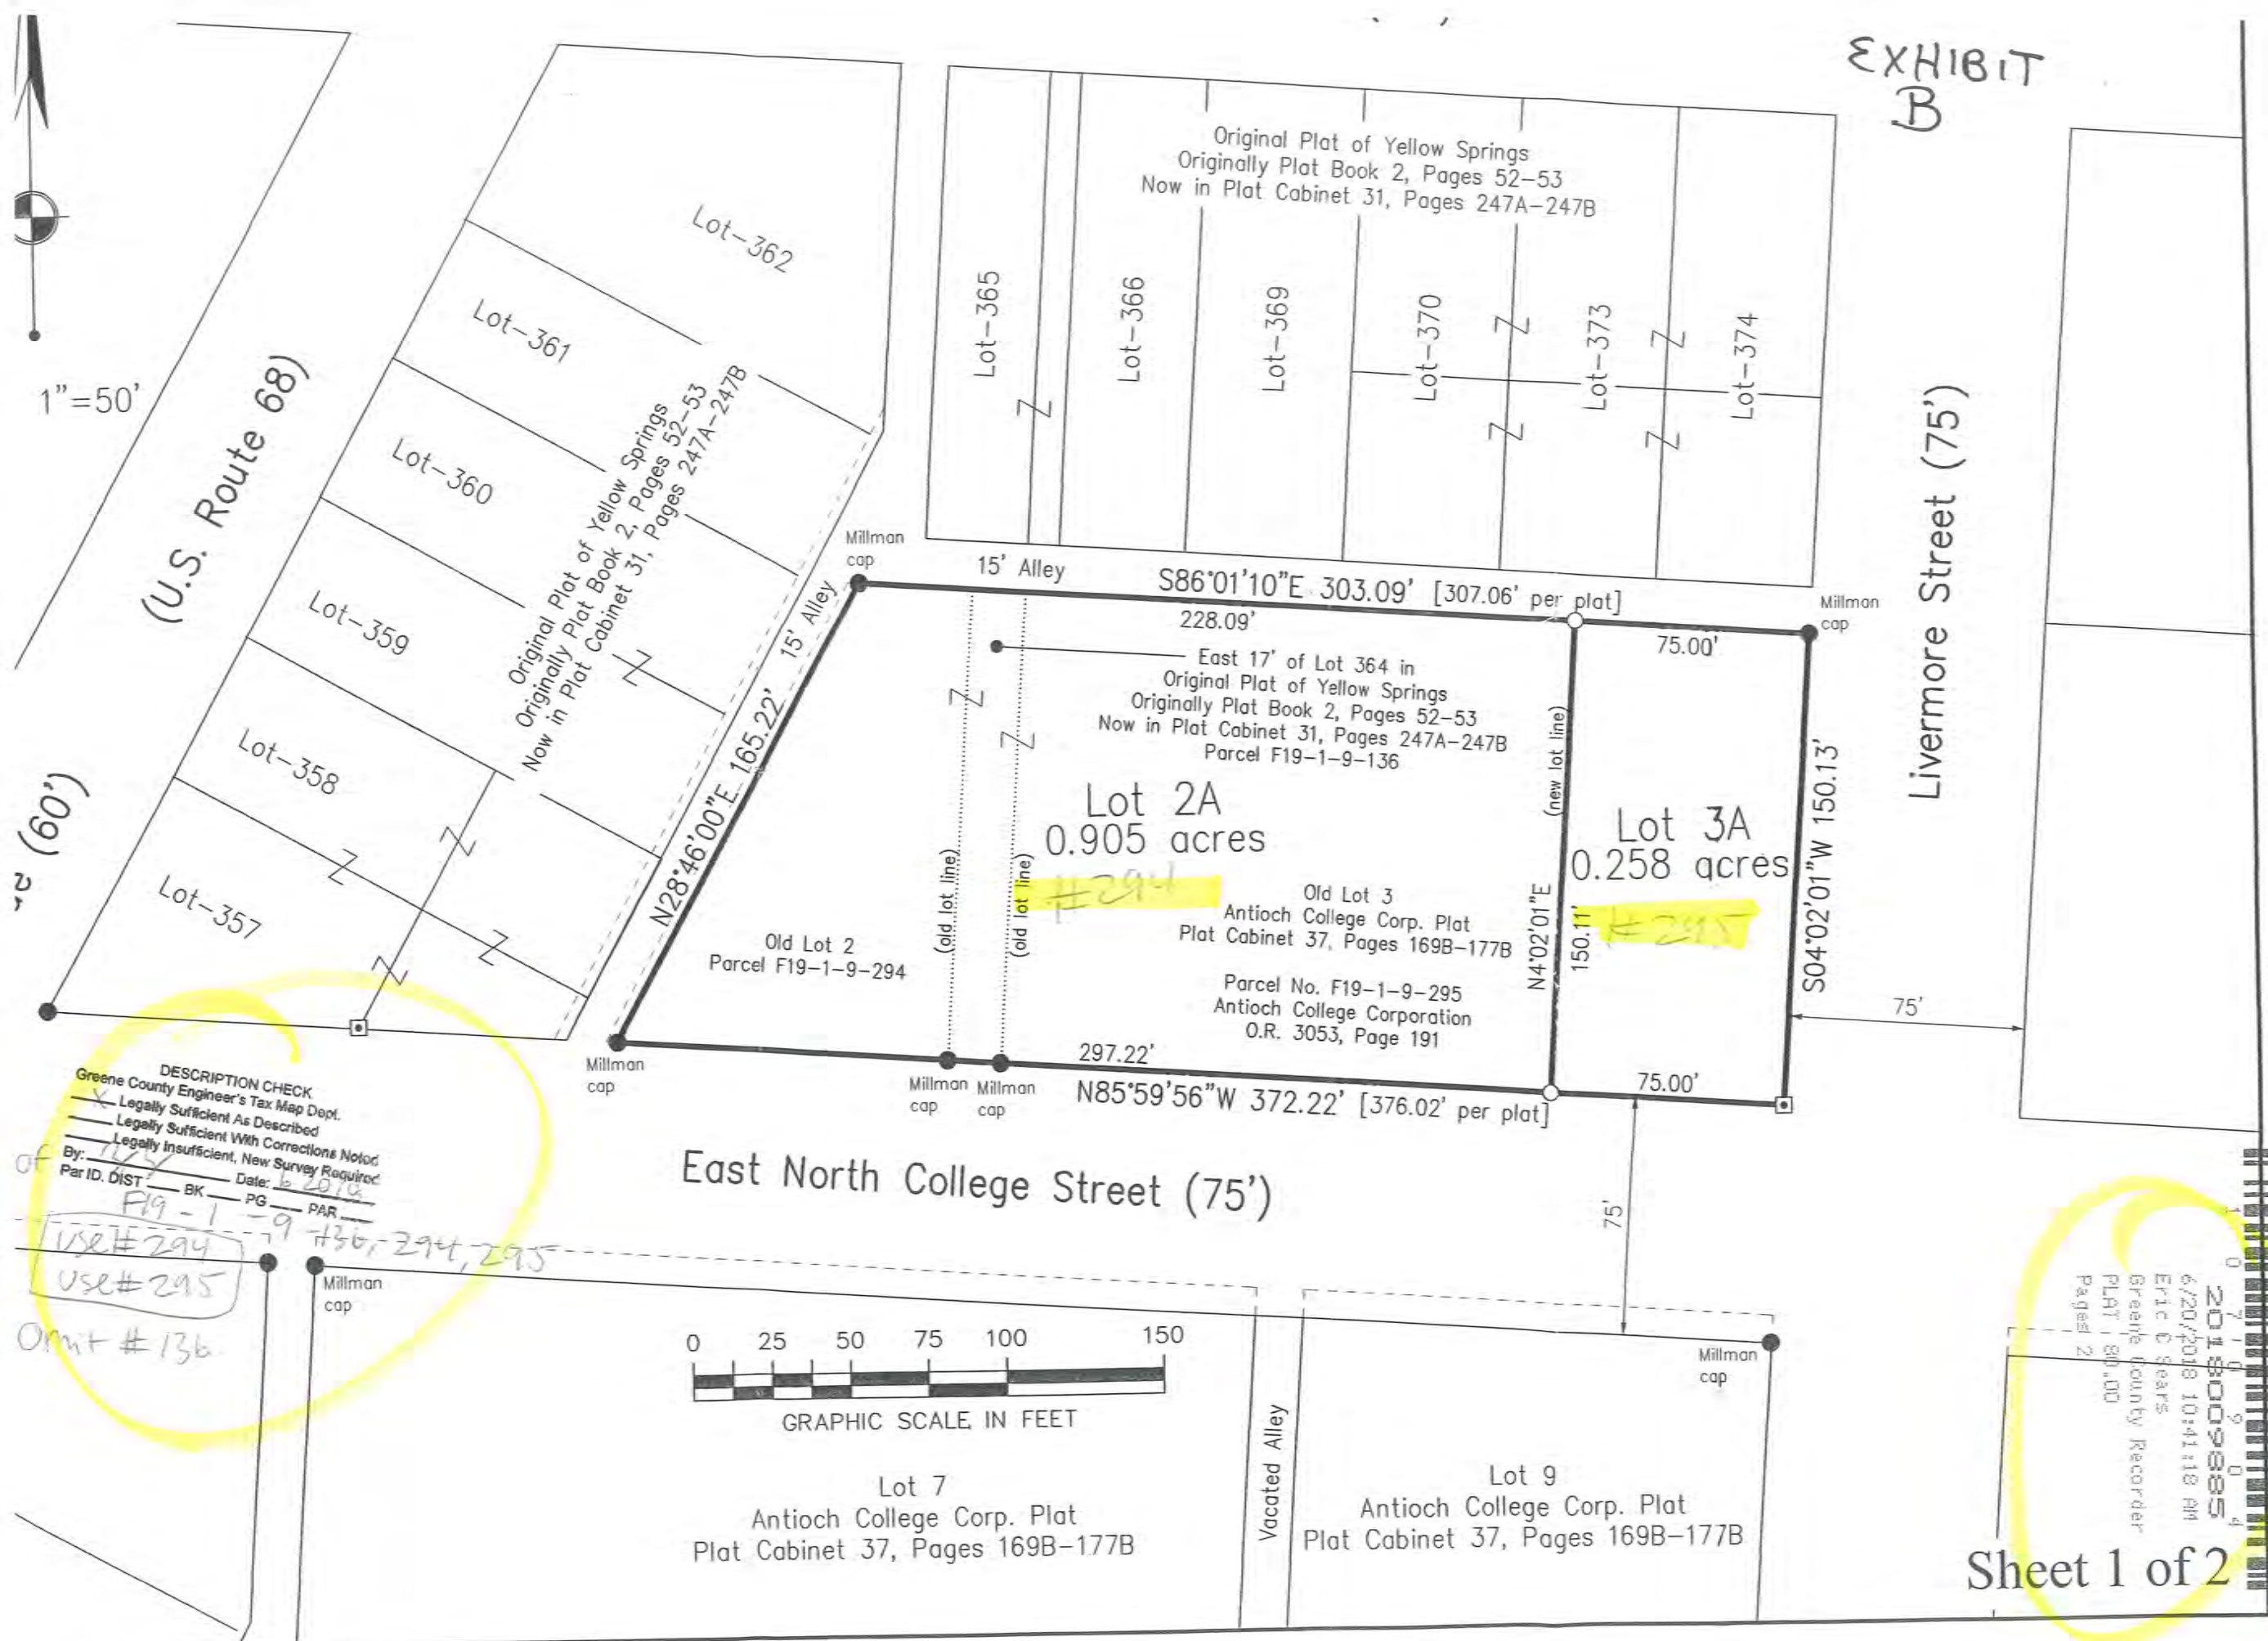 EXHIBIT
B
1"=50'
(U.S. Route 68)
(60')
Lot-362
Lot-361
Lot-360
Lot-359
Lot-358
Lot-357
Original Plat of Yellow Springs
Originally Plat Book 2, Pages 52-53
Now in Plat Cabinet 31, Pages 247A-247B
Original Plat of Yellow Springs
Originally Plat Book 2, Pages 52-53
Now in Plat Cabinet 31, Pages 247A-247B
Lot-365
Lot-366
Lot-369
Lot-370
Lot-373
Lot-374
Livermore Street (75')
Millman
cap
15' Alley
S86°01'10"E 303.09' [307.06' per plat]
228.09'
75.00'
Millman
cap
15' Alley
N28°46'00"E 165.22'
East 17' of Lot 364 in
Original Plat of Yellow Springs
Originally Plat Book 2, Pages 52-53
Now in Plat Cabinet 31, Pages 247A-247B
Parcel F19-1-9-136
(new lot line)
Lot 2A
0.905 acres
#294
Lot 3A
0.258 acres
#295
S04°02'01"W 150.13'
(old lot line)
(old lot line)
Old Lot 2
Parcel F19-1-9-294
Old Lot 3
Antioch College Corp. Plat
Plat Cabinet 37, Pages 169B-177B
Parcel No. F19-1-9-295
Antioch College Corporation
O.R. 3053, Page 191
N4°02'01"E
150.11'
75'
Millman
cap
Millman
cap
Millman
cap
297.22'
75.00'
N85°59'56"W 372.22' [376.02' per plat]
East North College Street (75')
75'
DESCRIPTION CHECK
Greene County Engineer's Tax Map Dept.
X Legally Sufficient As Described
Legally Sufficient With Corrections Noted
Legally Insufficient, New Survey Required
By: Date:
Par ID. DIST BK PG PAR
F19-1-9-136, 294, 295
use # 294
use # 295
Omit # 136
Millman
cap
0 25 50 75 100 150
GRAPHIC SCALE IN FEET
Millman
cap
Lot 7
Antioch College Corp. Plat
Plat Cabinet 37, Pages 169B-177B
Vacated Alley
Lot 9
Antioch College Corp. Plat
Plat Cabinet 37, Pages 169B-177B
2018009885
6/20/2018 10:41:18 AM
Eric C Sears
Greene County Recorder
PLAT 80.00
Pages 2
Sheet 1 of 2